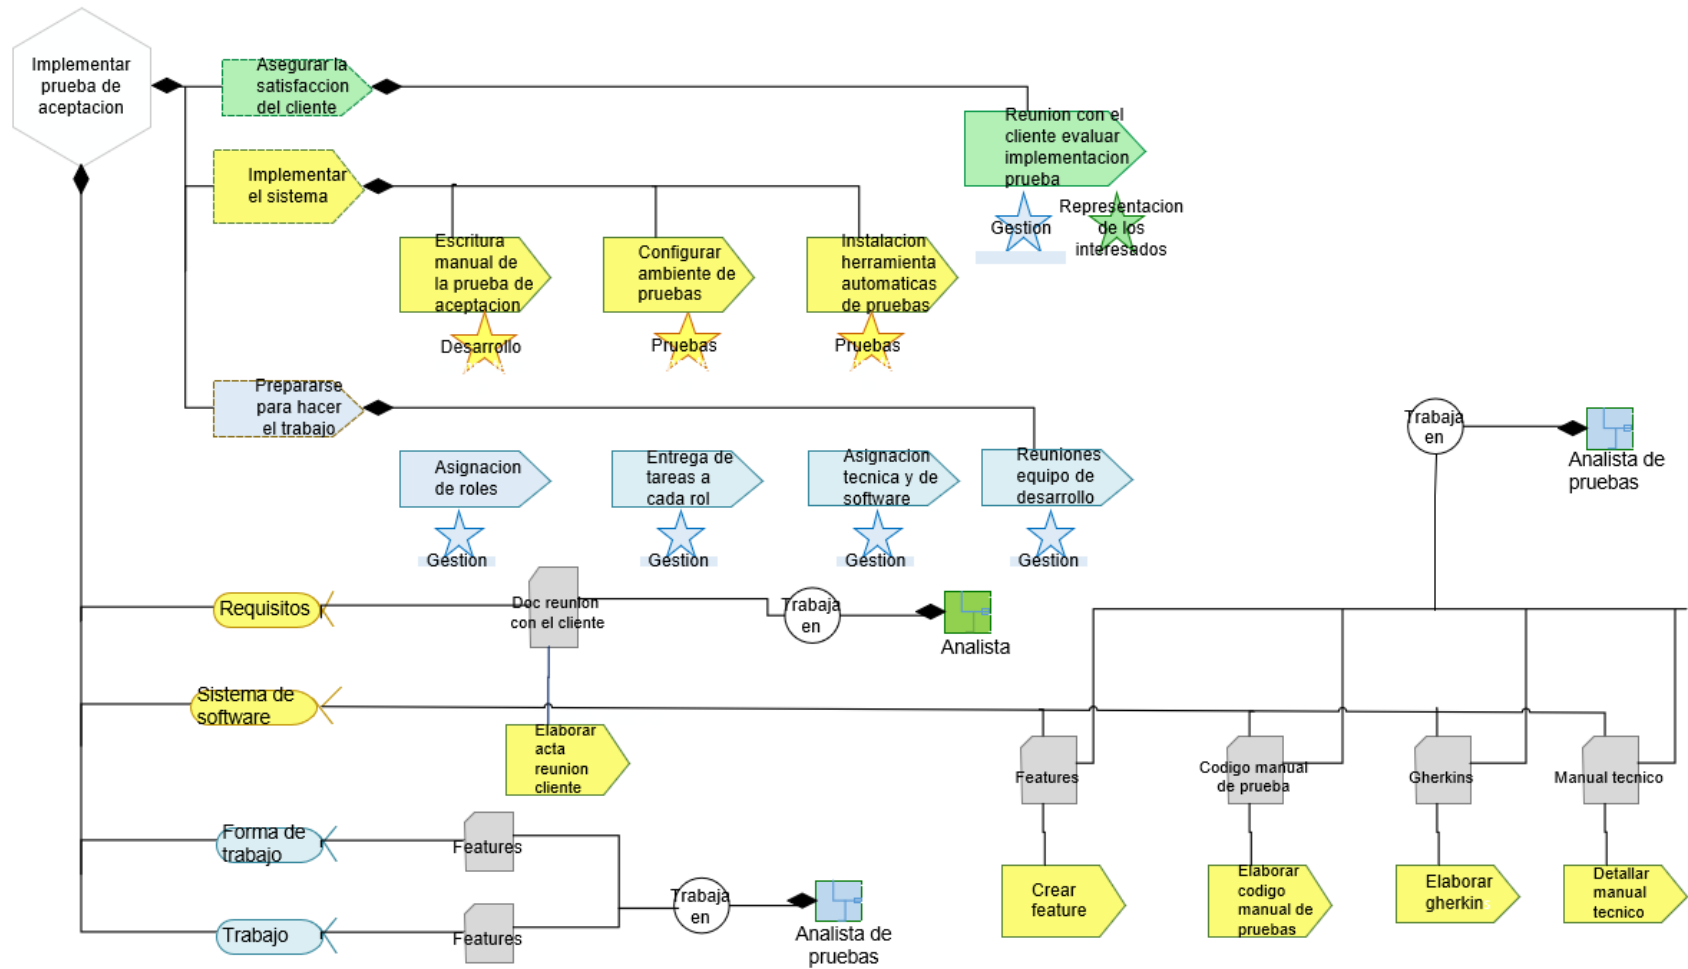 Implementar
prueba de
aceptacion
Asegurar la
satisfaccion
del cliente
Reunion con el
cliente evaluar
implementacion
prueba
Implementar
el sistema
Gestion
Representacion
de los
interesados
Escritura
manual de
la prueba de
aceptacion
Configurar
ambiente de
pruebas
Instalacion
herramienta
automaticas
de pruebas
Desarrollo
Pruebas
Pruebas
Prepararse
para hacer
el trabajo
Trabaja
en
Analista de
pruebas
Asignacion
de roles
Entrega de
tareas a
cada rol
Asignacion
tecnica y de
software
Reuniones
equipo de
desarrollo
Gestion
Gestion
Gestion
Gestion
Requisitos
Doc reunion
con el cliente
Trabaja
en
Analista
Sistema de
software
Elaborar
acta
reunion
cliente
Features
Codigo manual
de prueba
Gherkins
Manual tecnico
Forma de
trabajo
Features
Crear
feature
Elaborar
codigo
manual de
pruebas
Elaborar
gherkins
Detallar
manual
tecnico
Trabajo
Features
Trabaja
en
Analista de
pruebas